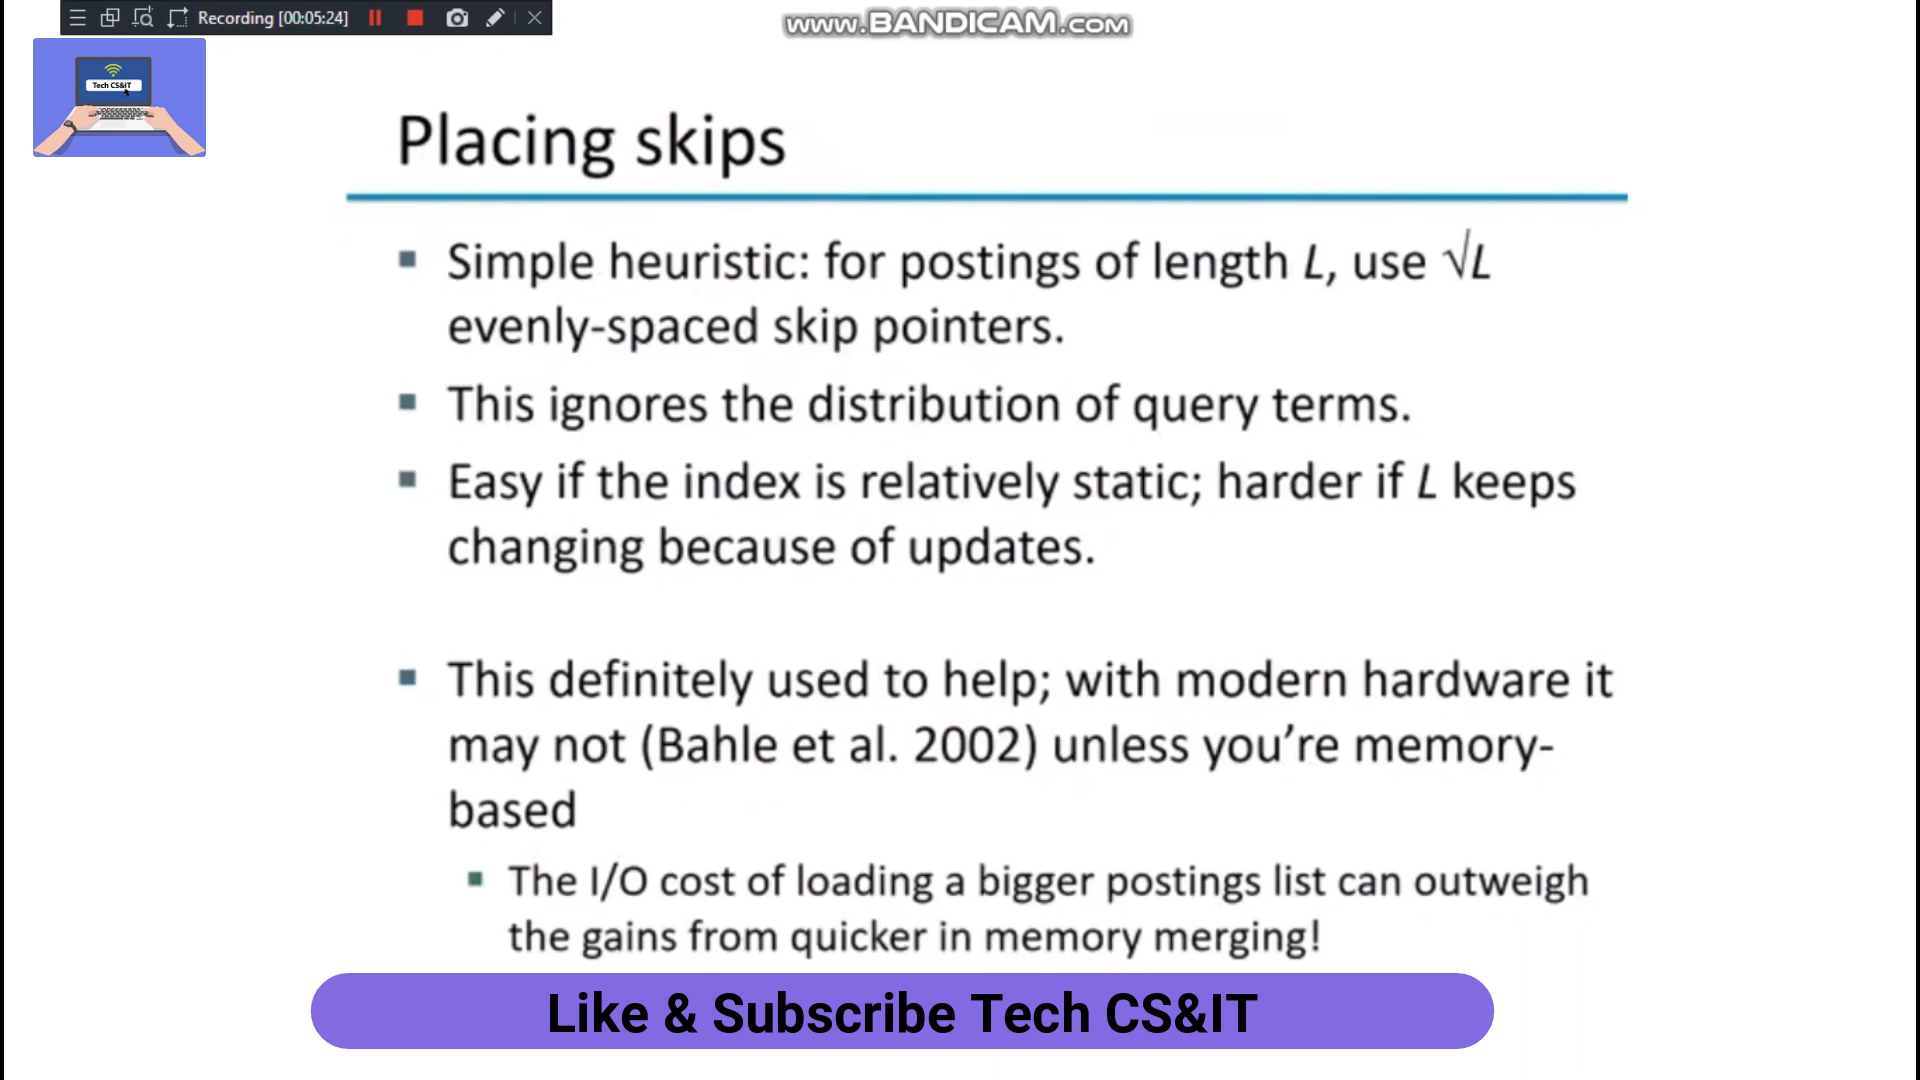 Recording [00:05:24]
www.BANDICAM.com
Tech CS&IT
Placing skips
Simple heuristic: for postings of length L, use √L
evenly-spaced skip pointers.
This ignores the distribution of query terms.
Easy if the index is relatively static; harder if L keeps
changing because of updates.
This definitely used to help; with modern hardware it
may not (Bahle et al. 2002) unless you’re memory-
based
The I/O cost of loading a bigger postings list can outweigh
the gains from quicker in memory merging!
Like & Subscribe Tech CS&IT